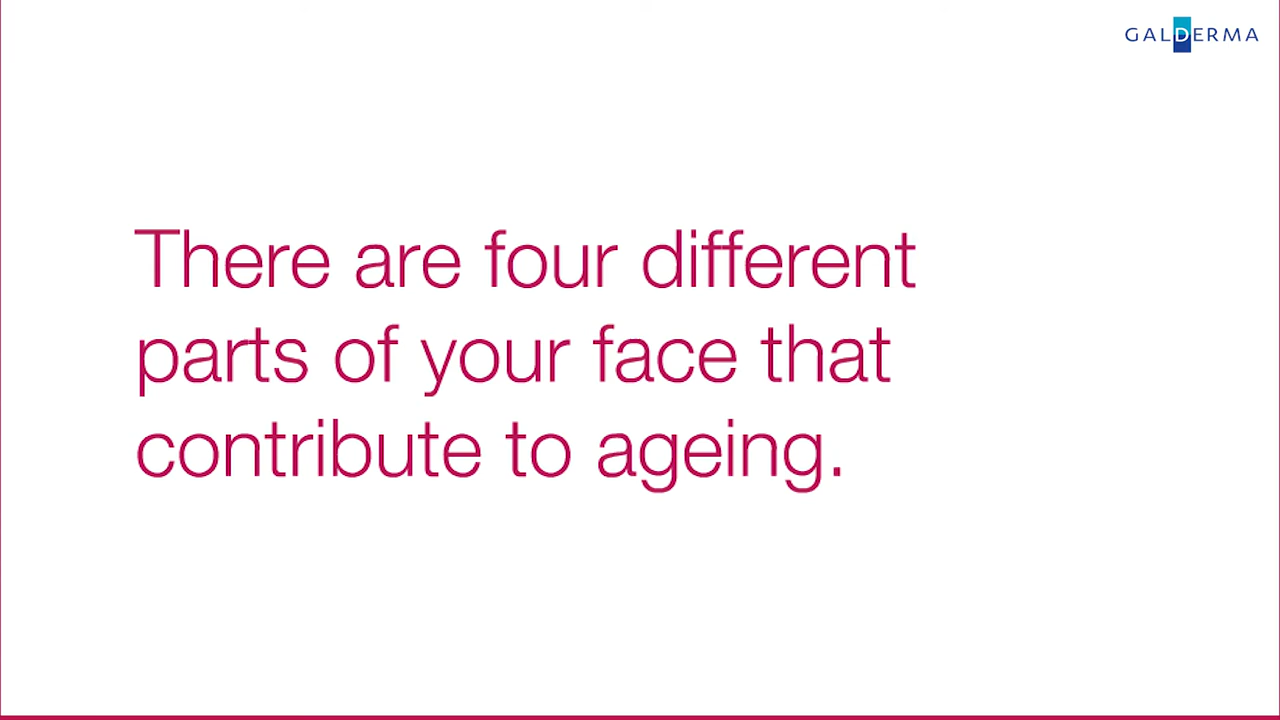 GALDERMA
There are four different
parts of your face that
contribute to ageing.